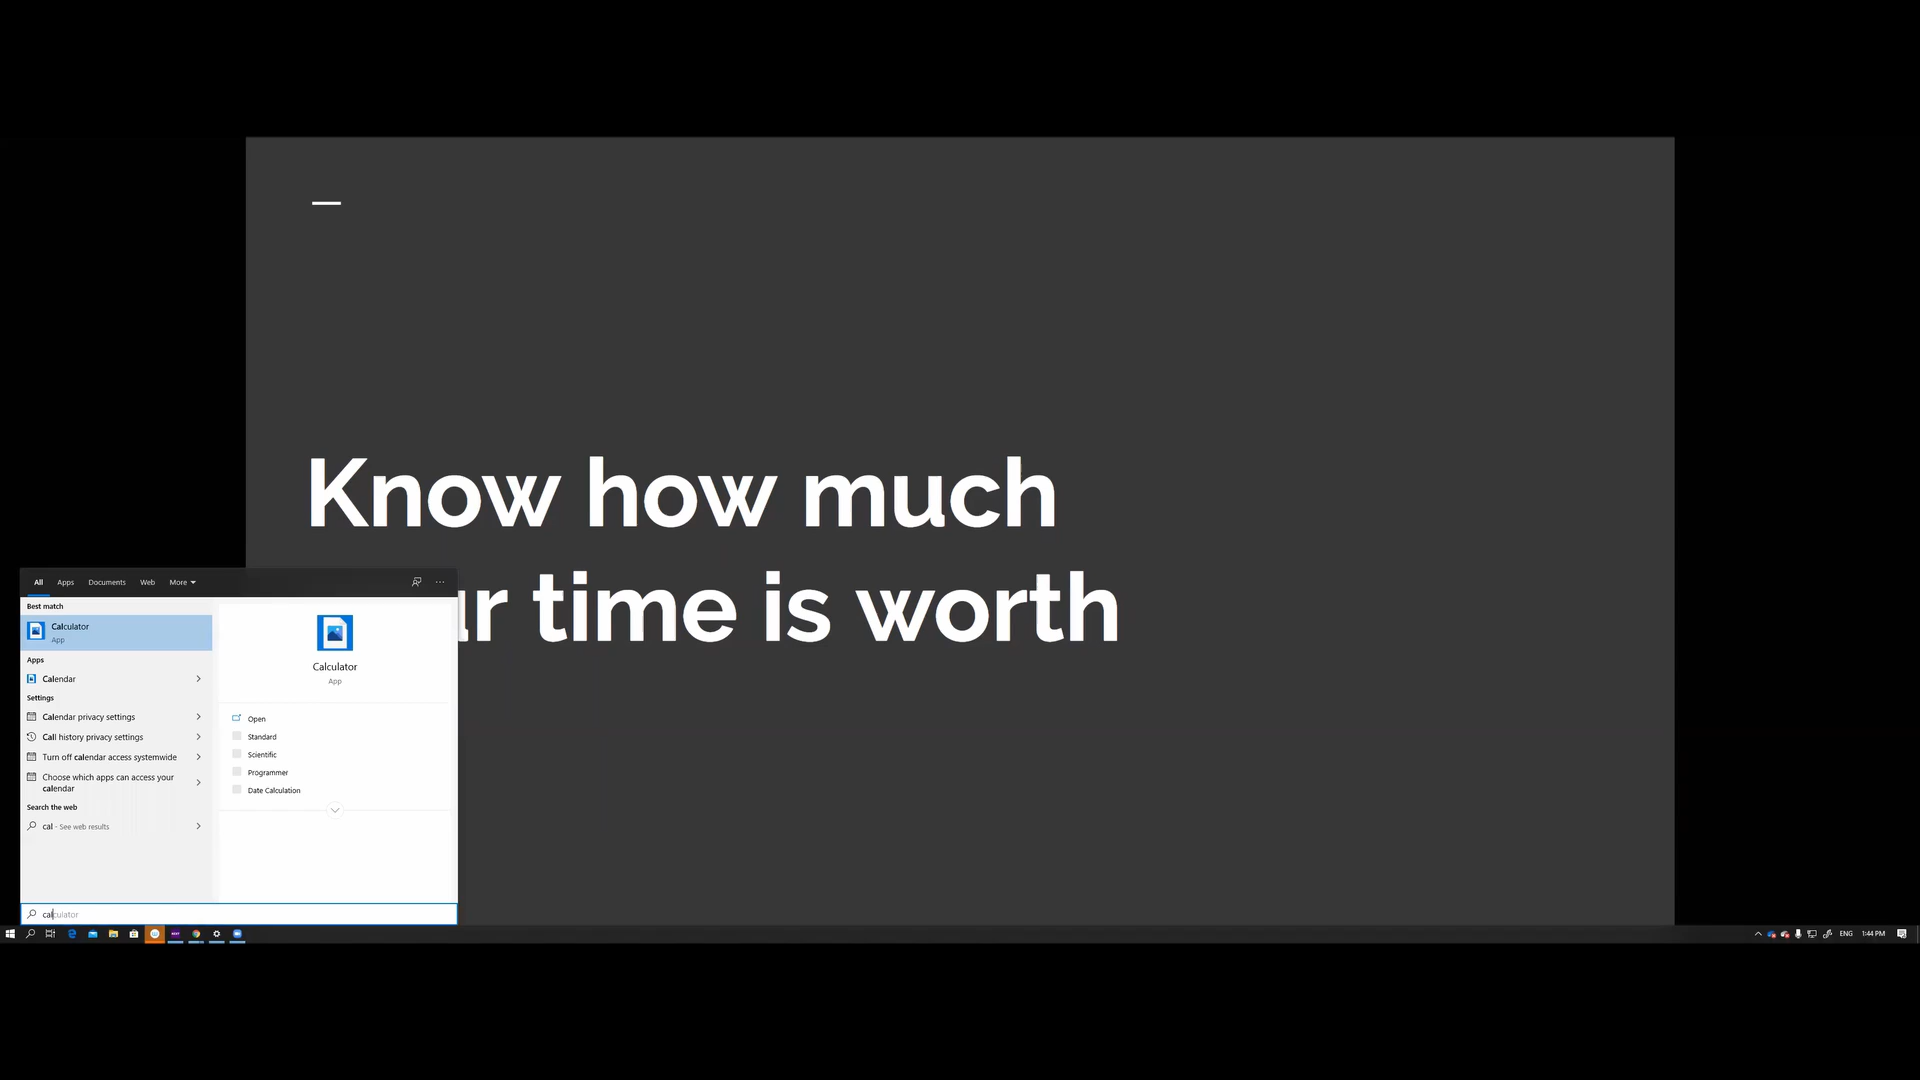 Know how much
ur time is worth
All Apps Documents Web More
Best match
Calculator
App
Apps
Calendar
Settings
Calendar privacy settings
Call history privacy settings
Turn off calendar access systemwide
Choose which apps can access your
calendar
Search the web
cal - See web results
Calculator
App
Open
Standard
Scientific
Programmer
Date Calculation
calculator
ENG 1:44 PM